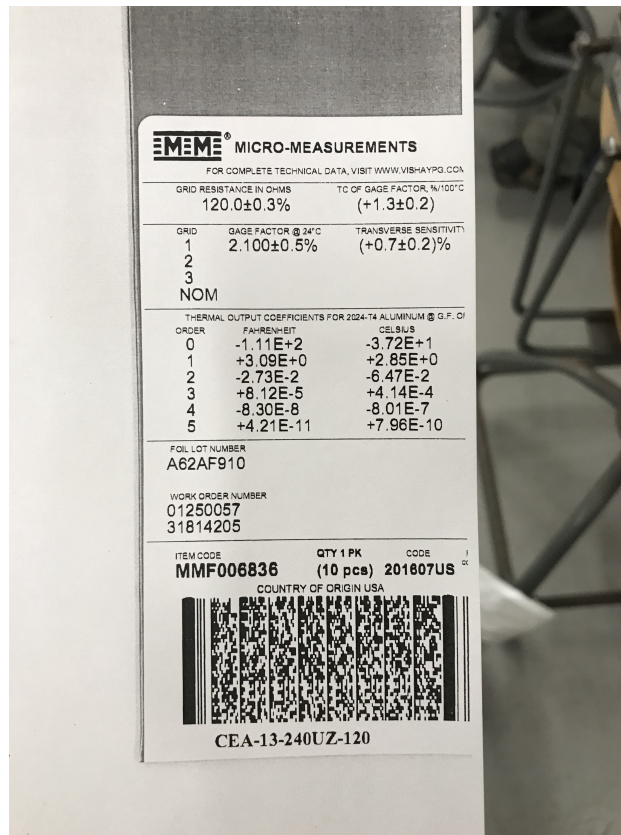 MM® MICRO-MEASUREMENTS
FOR COMPLETE TECHNICAL DATA, VISIT WWW.VISHAYPG.COM
GRID RESISTANCE IN OHMS TC OF GAGE FACTOR, %/100°C
120.0±0.3% (+1.3±0.2)
GRID GAGE FACTOR @ 24°C TRANSVERSE SENSITIVITY
1 2.100±0.5% (+0.7±0.2)%
2
3
NOM
THERMAL OUTPUT COEFFICIENTS FOR 2024-T4 ALUMINUM @ G.F. OF
ORDER FAHRENHEIT CELSIUS
0 -1.11E+2 -3.72E+1
1 +3.09E+0 +2.85E+0
2 -2.73E-2 -6.47E-2
3 +8.12E-5 +4.14E-4
4 -8.30E-8 -8.01E-7
5 +4.21E-11 +7.96E-10
FOIL LOT NUMBER
A62AF910
WORK ORDER NUMBER
01250057
31814205
ITEM CODE QTY 1 PK CODE
MMF006836 (10 pcs) 201607US
COUNTRY OF ORIGIN USA
CEA-13-240UZ-120